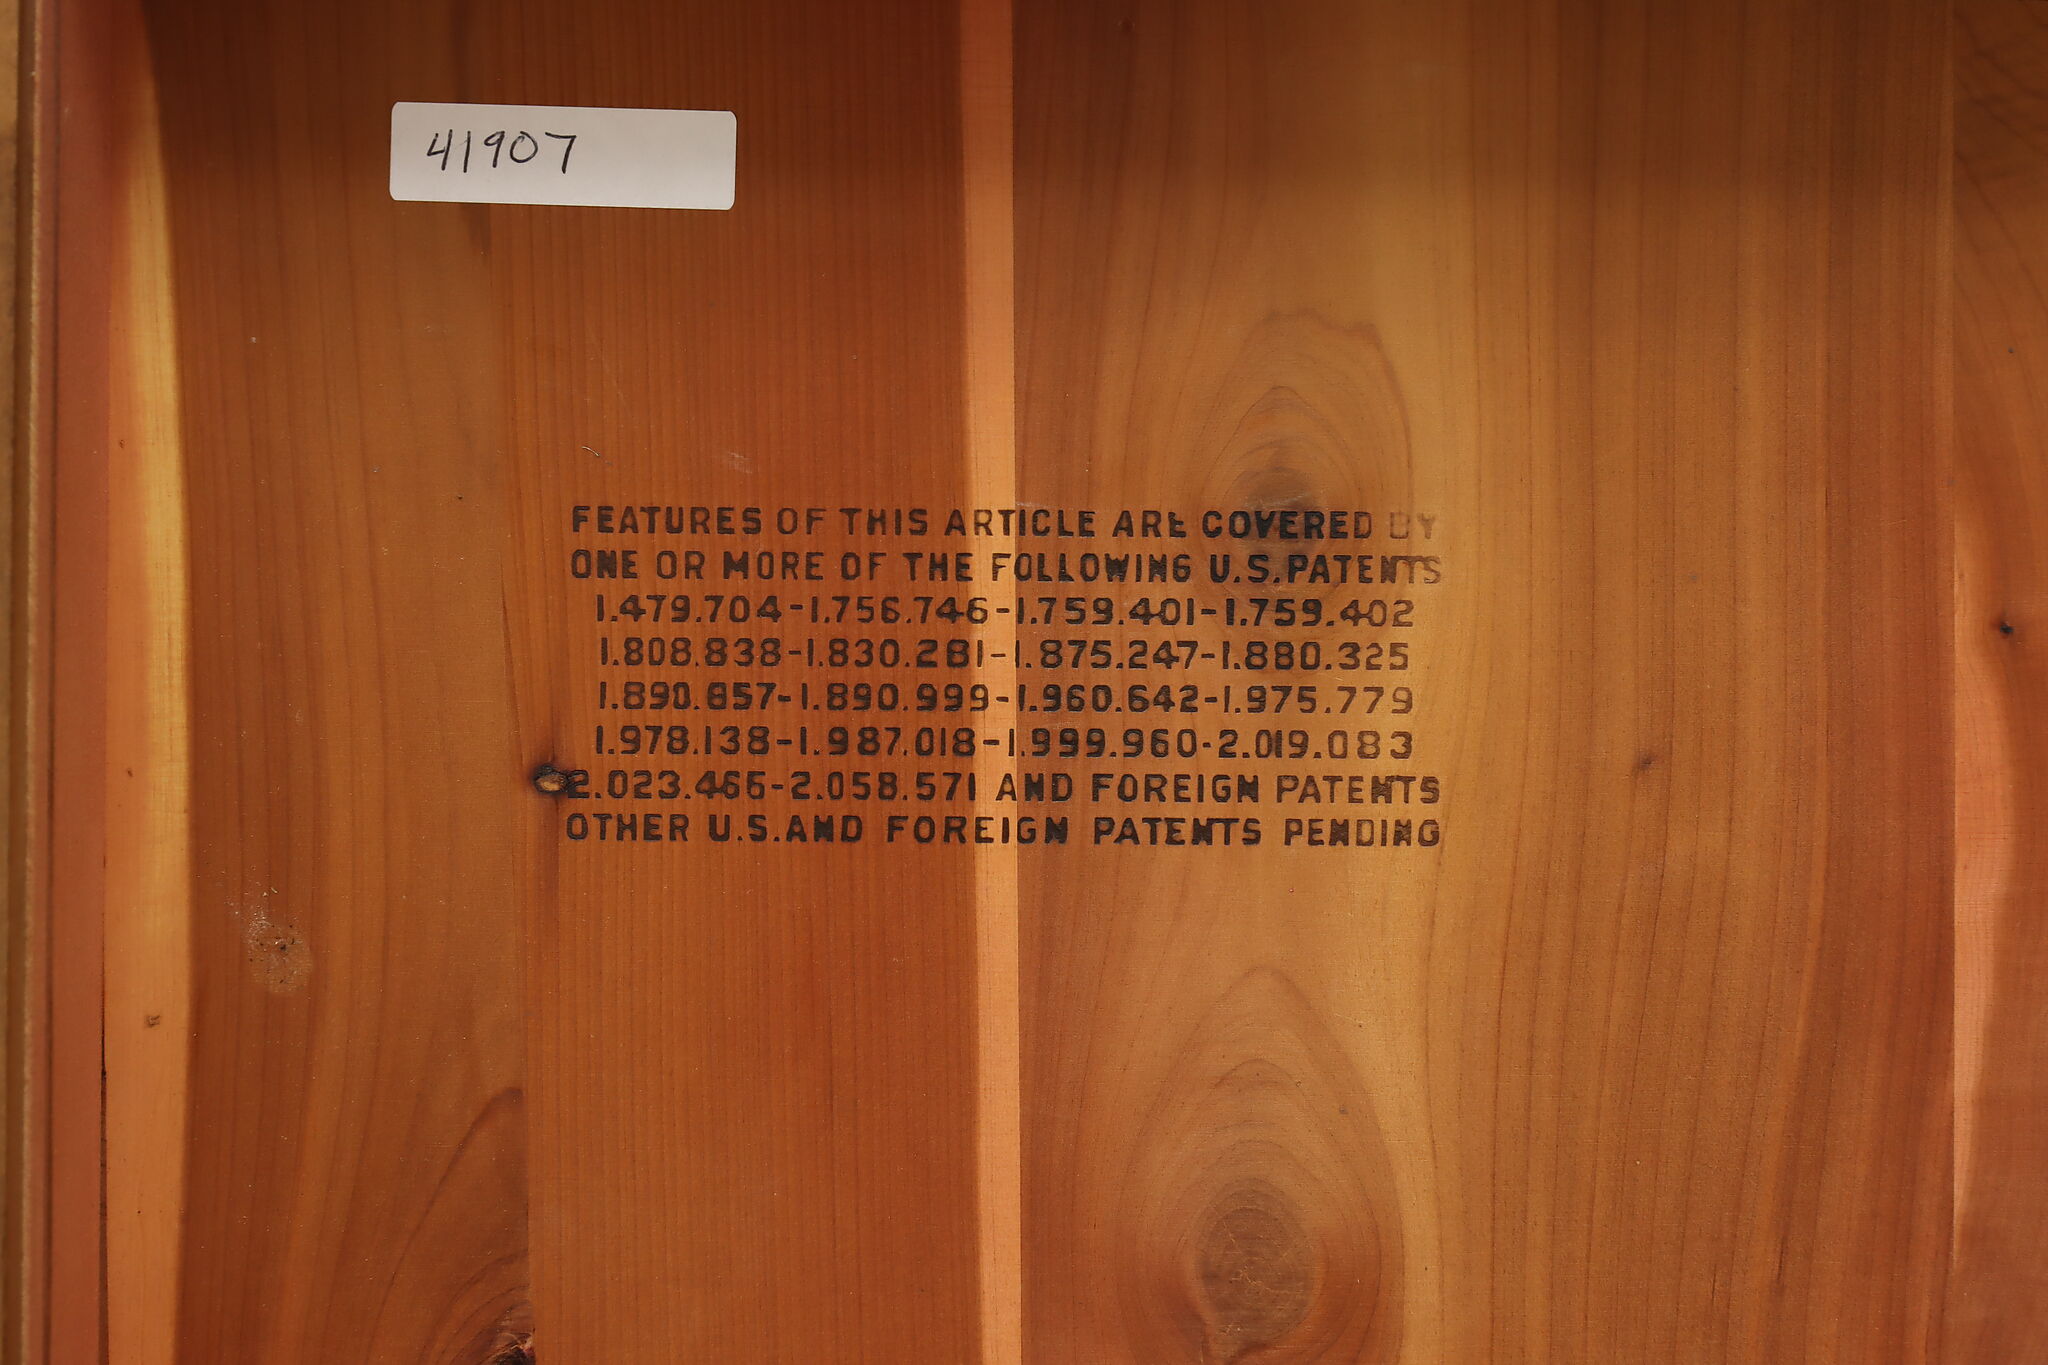 41907
FEATURES OF THIS ARTICLE ARE COVERED BY
ONE OR MORE OF THE FOLLOWING U.S. PATENTS
1.479.704-1.756.746-1.759.401-1.759.402
1.808.838-1.830.281-1.875.247-1.880.325
1.890.857-1.890.999-1.960.642-1.975.779
1.978.138-1.987.018-1.999.960-2.019.083
2.023.466-2.058.571 AND FOREIGN PATENTS
OTHER U.S. AND FOREIGN PATENTS PENDING